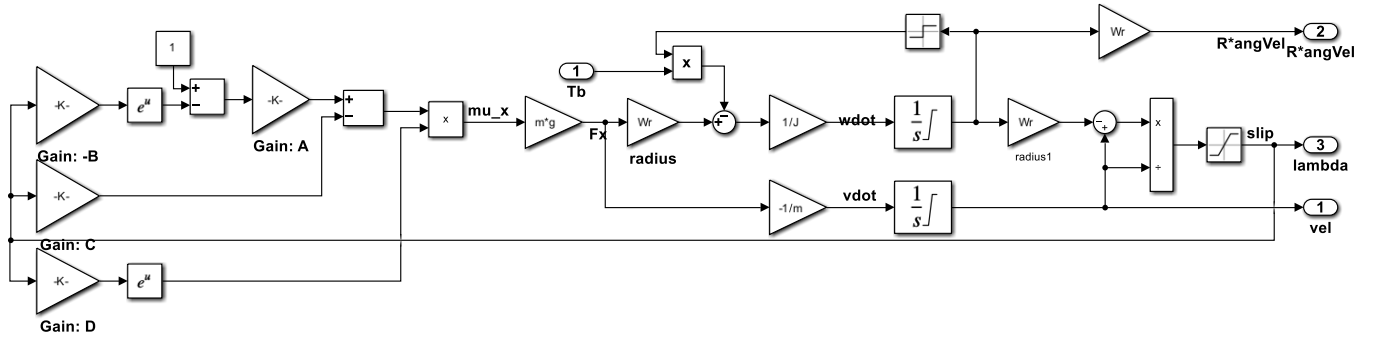 1
Wr
2
R*angVel
R*angVel
x
1
Tb
-K-
e^u
+
−
-K-
+
−
x
mu_x
m*g
Fx
Wr
+
−
1/J
wdot
1
s
Wr
−
+
x
÷
slip
3
lambda
Gain: -B
Gain: A
radius
radius1
-K-
-1/m
vdot
1
s
1
vel
Gain: C
-K-
e^u
Gain: D